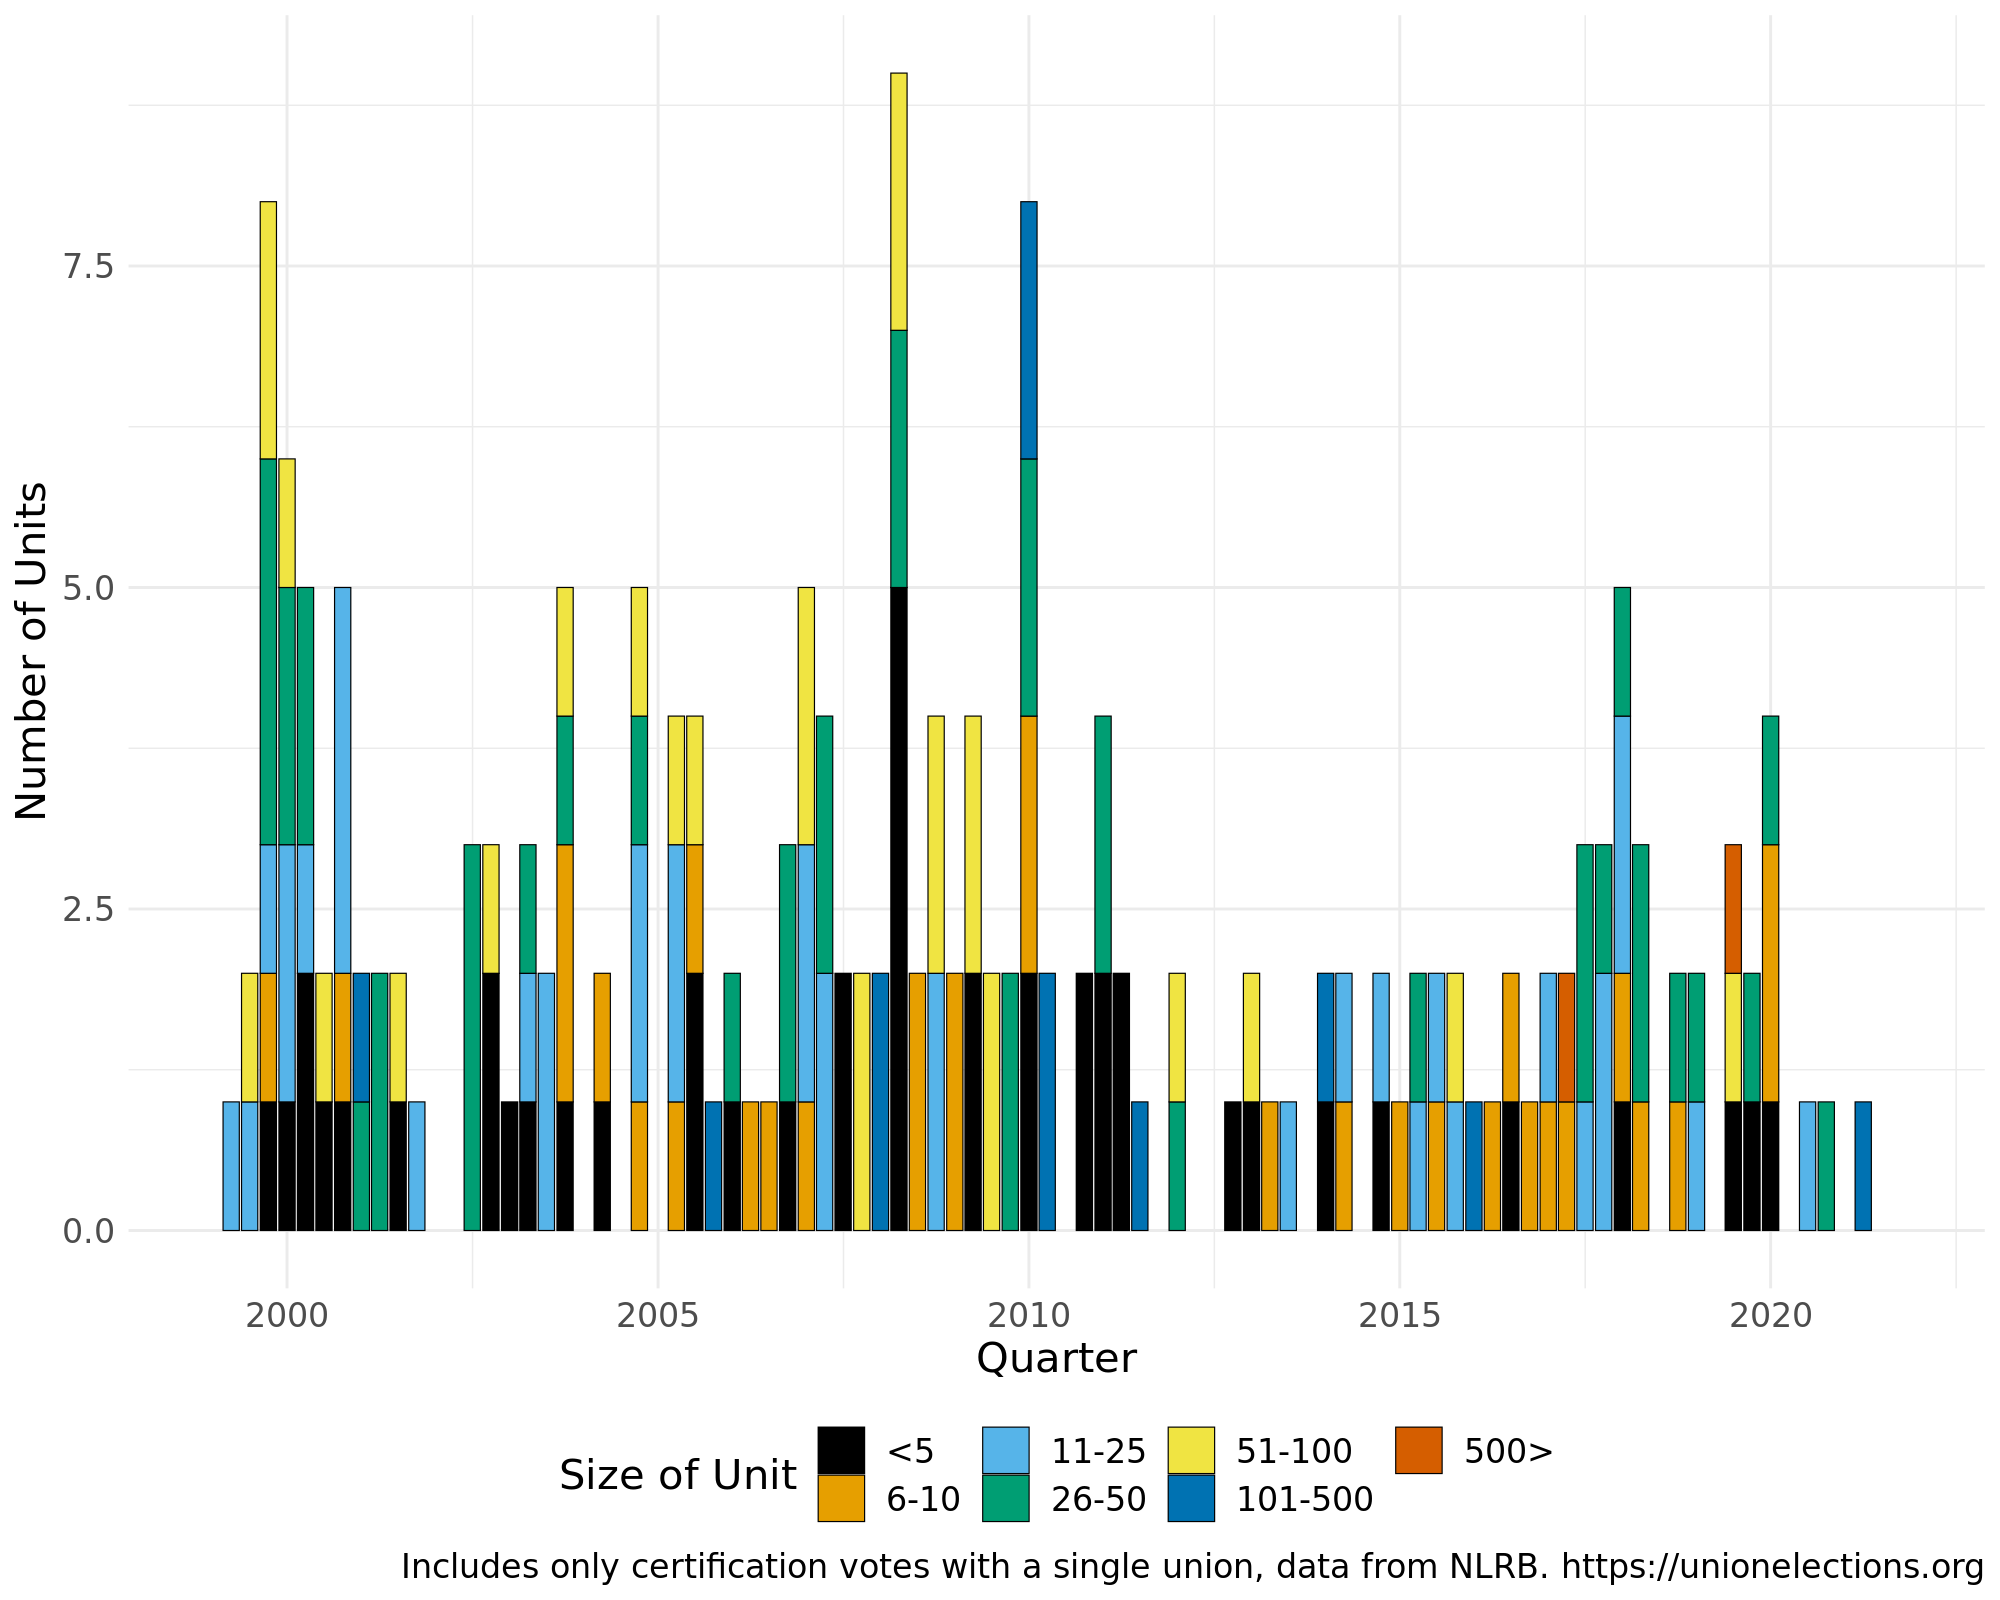 Number of Units
7.5
5.0
2.5
0.0
2000 2005 2010 2015 2020
Quarter
Size of Unit
<5 11-25 51-100 500>
6-10 26-50 101-500
Includes only certification votes with a single union, data from NLRB. https://unionelections.org